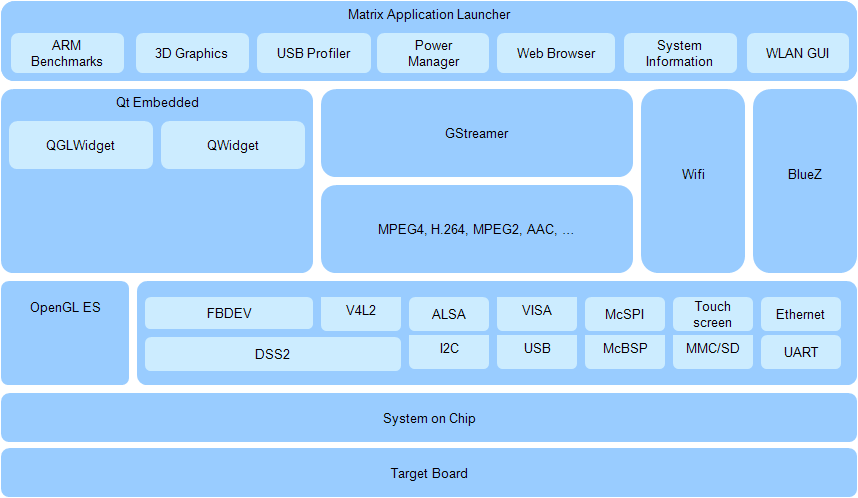 Matrix Application Launcher
ARM
Benchmarks
3D Graphics
USB Profiler
Power
Manager
Web Browser
System
Information
WLAN GUI
Qt Embedded
QGLWidget
QWidget
GStreamer
MPEG4, H.264, MPEG2, AAC, …
Wifi
BlueZ
OpenGL ES
FBDEV
V4L2
ALSA
VISA
McSPI
Touch
screen
Ethernet
DSS2
I2C
USB
McBSP
MMC/SD
UART
System on Chip
Target Board